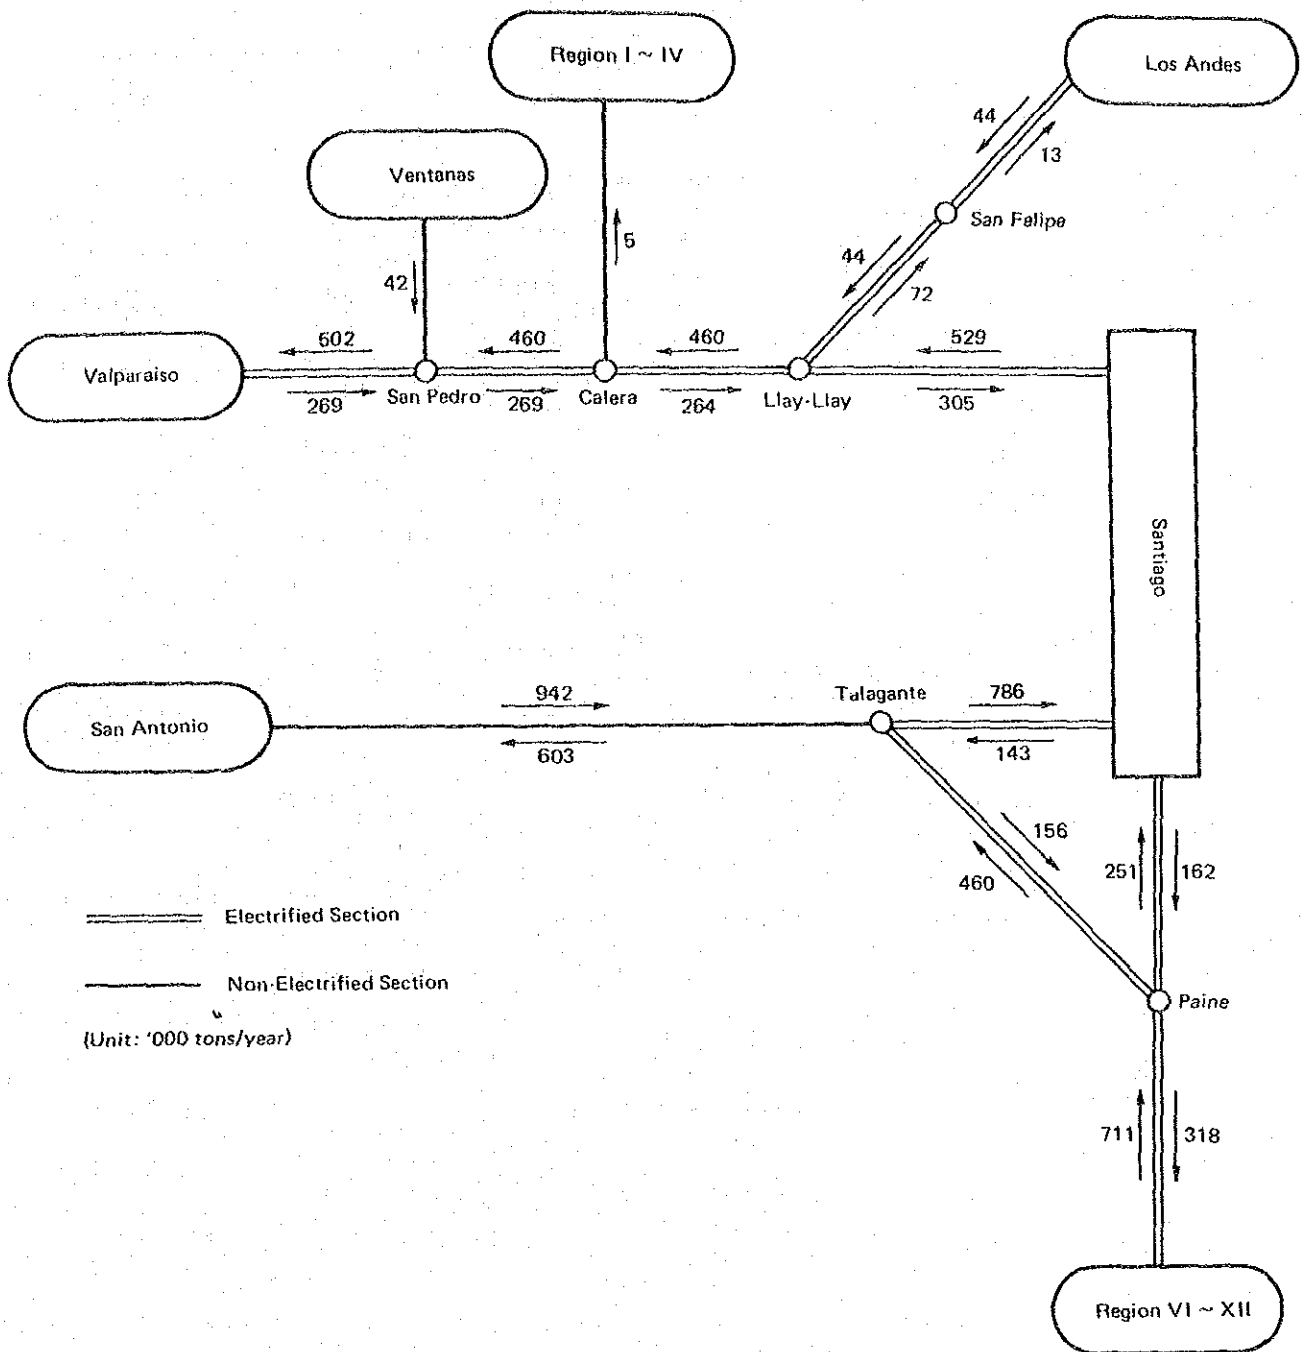 Region I ~ IV
Los Andes
44
13
Ventanas
San Felipe
5
44
42
72
502
460
460
529
Valparaiso
269
San Pedro
269
Calera
264
Llay-Llay
305
Santiago
Talagante
942
786
San Antonio
603
143
156
460
251
162
Electrified Section
Non-Electrified Section
Paine
(Unit: '000 tons/year)
711
318
Region VI ~ XII